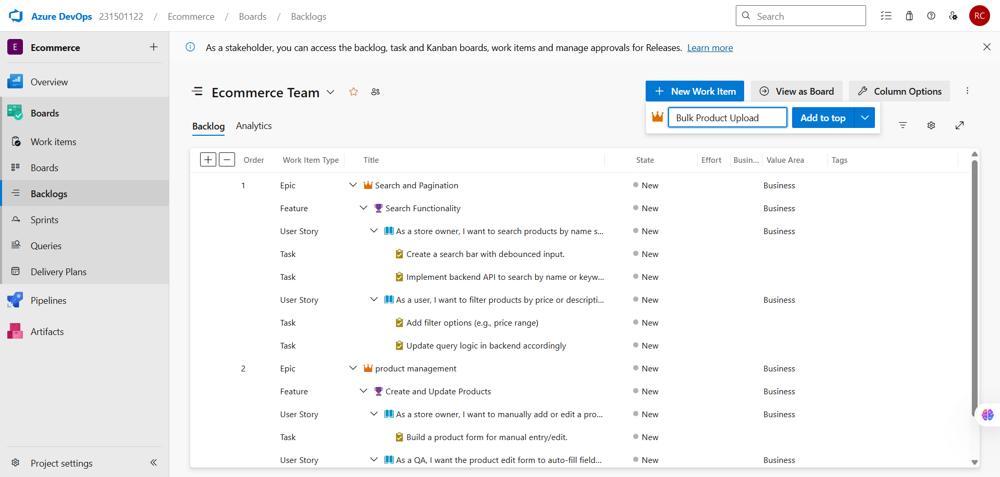 Azure DevOps 231501122 / Ecommerce / Boards / Backlogs
Search
RC
E Ecommerce
Overview
Boards
Work items
Boards
Backlogs
Sprints
Queries
Delivery Plans
Pipelines
Artifacts
Project settings
As a stakeholder, you can access the backlog, task and Kanban boards, work items and manage approvals for Releases. Learn more
Ecommerce Team
New Work Item
View as Board
Column Options
Bulk Product Upload
Add to top
Backlog Analytics
Order Work Item Type Title State Effort Busin... Value Area Tags
1 Epic Search and Pagination New Business
Feature Search Functionality New Business
User Story As a store owner, I want to search products by name s... New Business
Task Create a search bar with debounced input. New
Task Implement backend API to search by name or keyw... New
User Story As a user, I want to filter products by price or descripti... New Business
Task Add filter options (e.g., price range) New
Task Update query logic in backend accordingly New
2 Epic product management New Business
Feature Create and Update Products New Business
User Story As a store owner, I want to manually add or edit a pro... New Business
Task Build a product form for manual entry/edit. New
User Story As a QA, I want the product edit form to auto-fill field... New Business